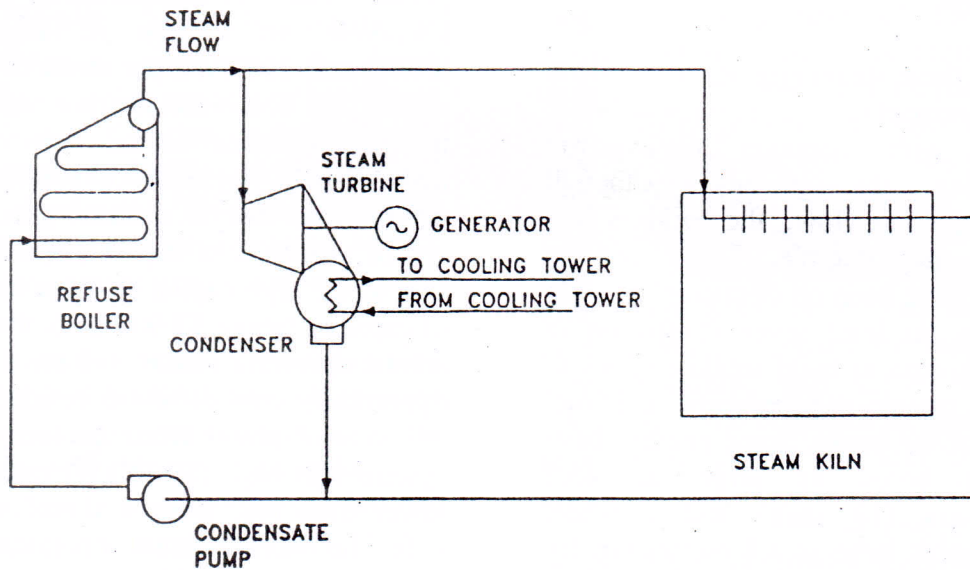 STEAM
FLOW
STEAM
TURBINE
GENERATOR
TO COOLING TOWER
FROM COOLING TOWER
REFUSE
BOILER
CONDENSER
STEAM KILN
CONDENSATE
PUMP